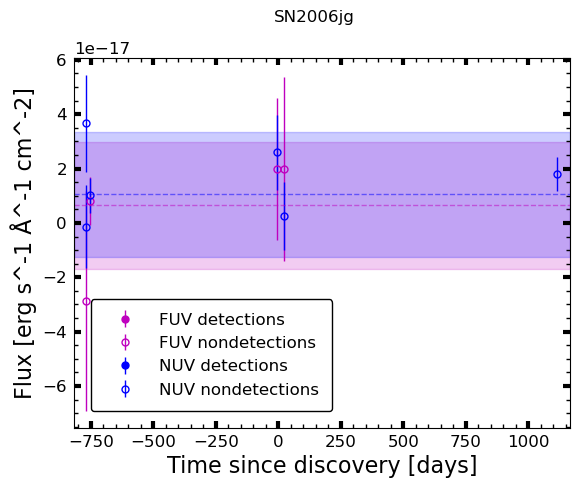 SN2006jg
1e−17
6
4
2
0
−2
−4
−6
Flux [erg s^-1 Å^-1 cm^-2]
FUV detections
FUV nondetections
NUV detections
NUV nondetections
−750 −500 −250 0 250 500 750 1000
Time since discovery [days]